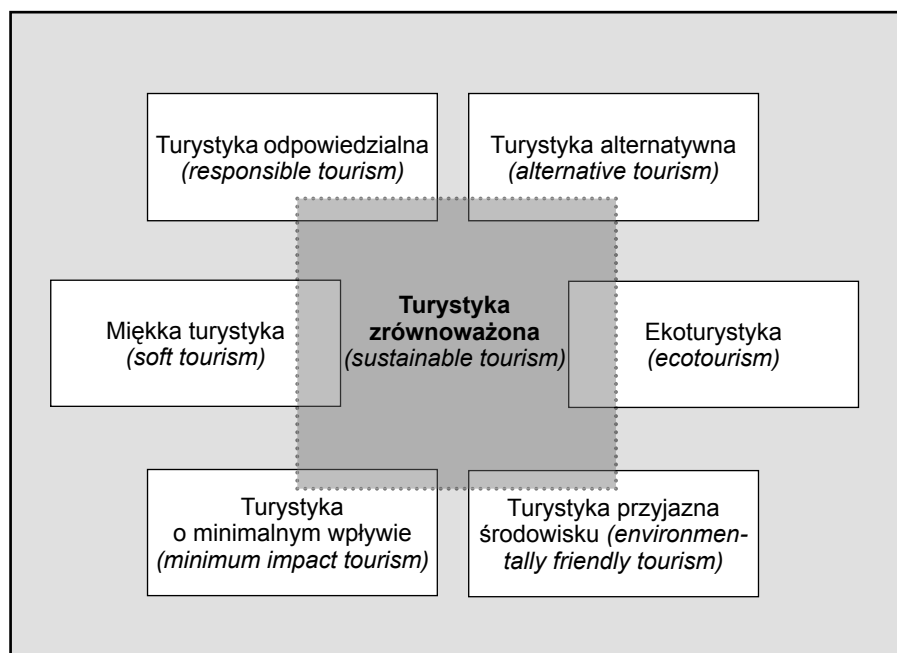 Turystyka odpowiedzialna
(responsible tourism)
Turystyka alternatywna
(alternative tourism)
Miękka turystyka
(soft tourism)
Turystyka
zrównoważona
(sustainable tourism)
Ekoturystyka
(ecotourism)
Turystyka
o minimalnym wpływie
(minimum impact tourism)
Turystyka przyjazna
środowisku (environmen-
tally friendly tourism)